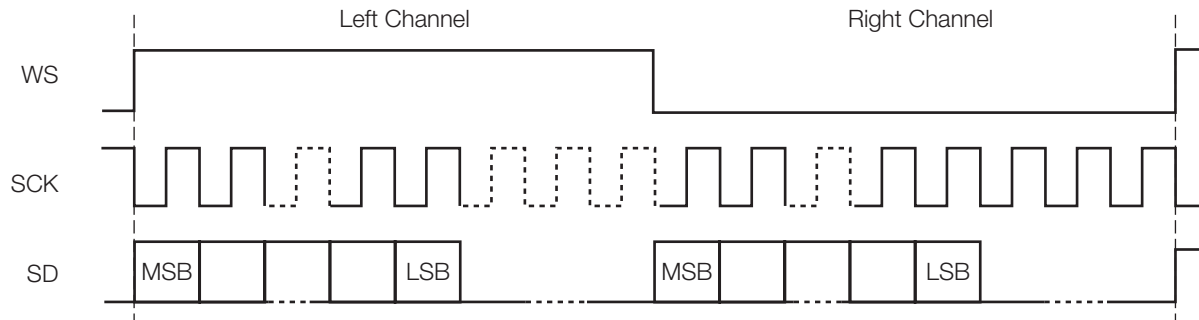 Left Channel Right Channel
WS
SCK
SD MSB LSB MSB LSB